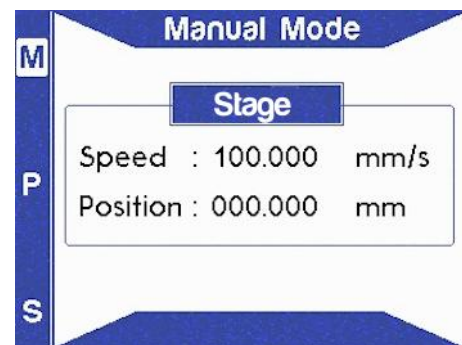 Manual Mode
M
Stage
Speed : 100.000 mm/s
P
Position : 000.000 mm
S